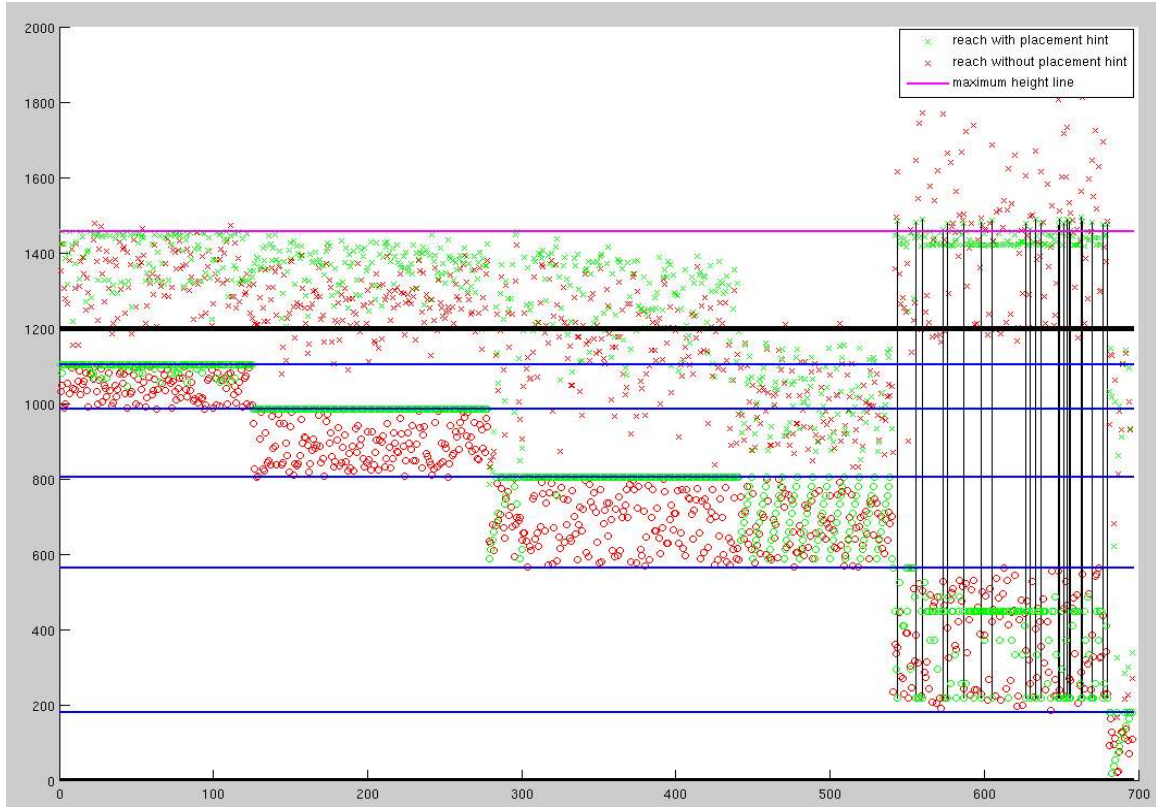 2000
1800
1600
1400
1200
1000
800
600
400
200
0
0 100 200 300 400 500 600 700
reach with placement hint
reach without placement hint
maximum height line